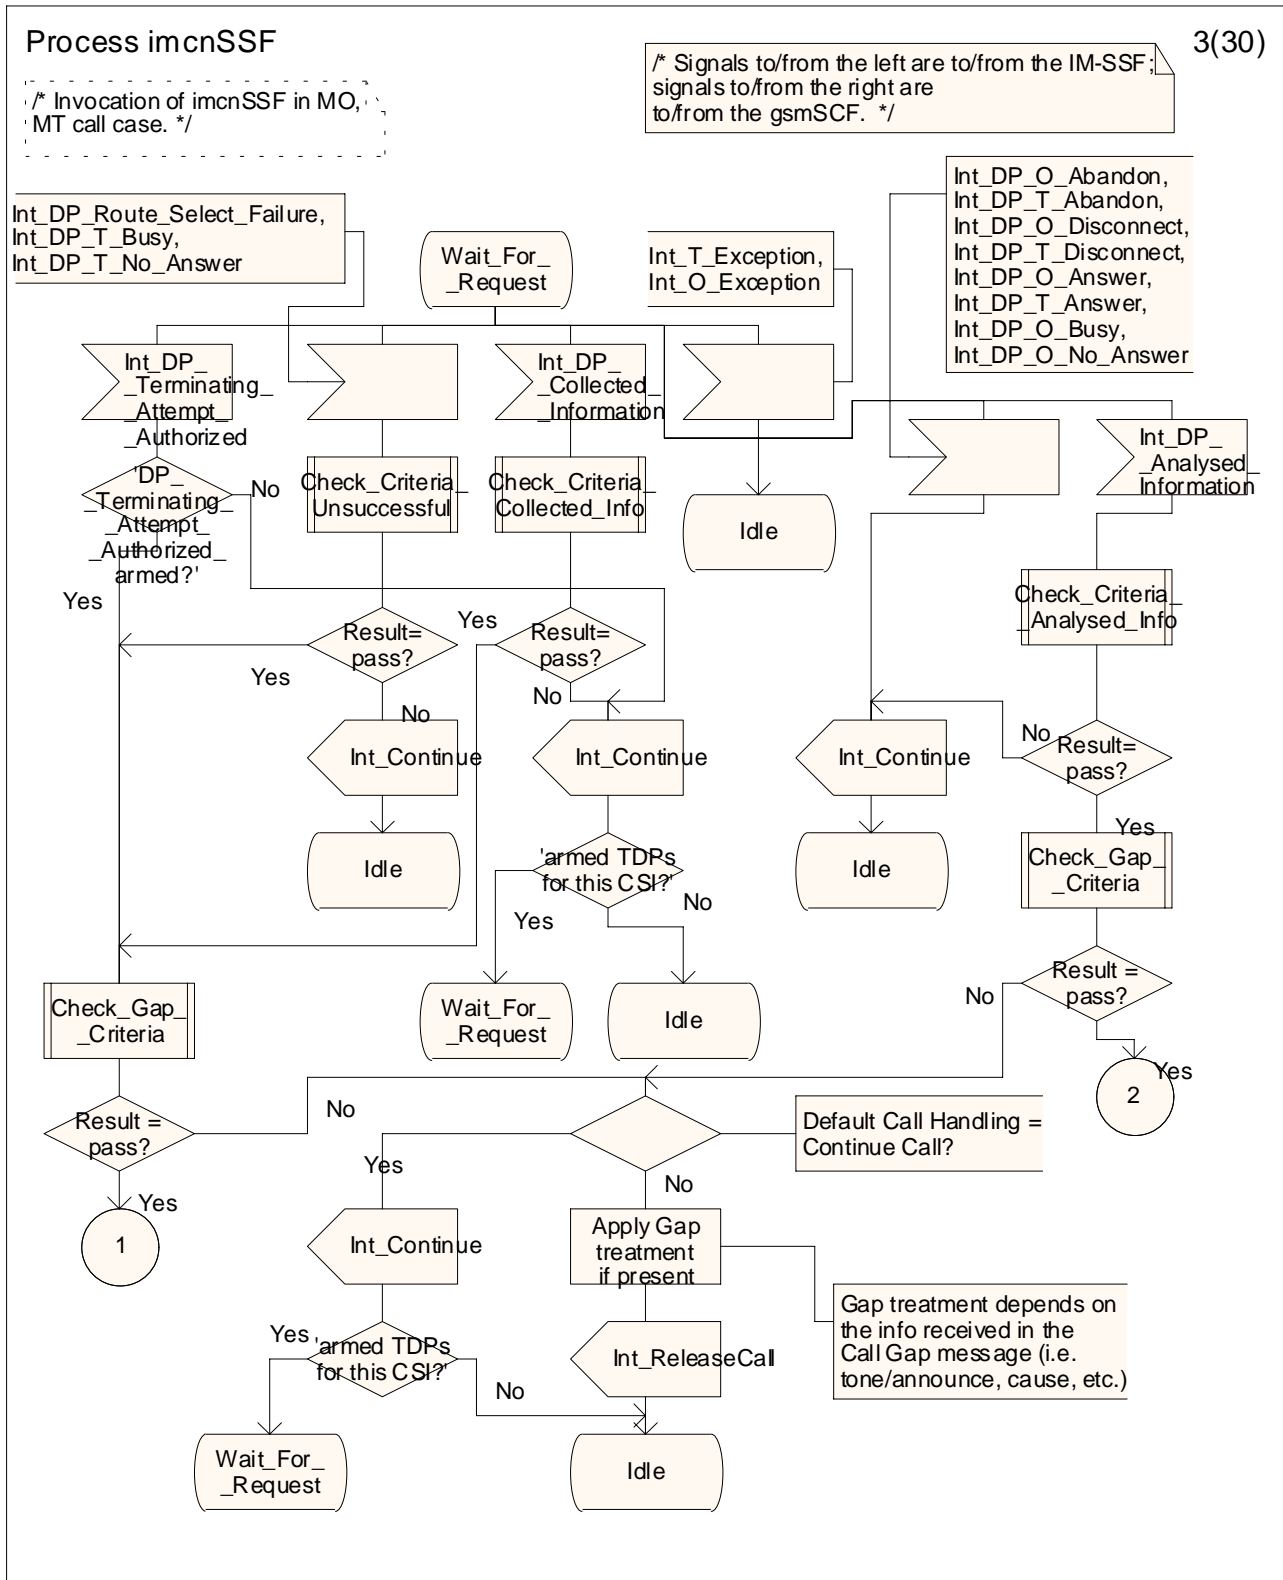 Process imcnSSF
3(30)
/* Invocation of imcnSSF in MO,
MT call case. */
/* Signals to/from the left are to/from the IM-SSF;
signals to/from the right are
to/from the gsmSCF. */
Int_DP_Route_Select_Failure,
Int_DP_T_Busy,
Int_DP_T_No_Answer
Wait_For_
_Request
Int_T_Exception,
Int_O_Exception
Int_DP_O_Abandon,
Int_DP_T_Abandon,
Int_DP_O_Disconnect,
Int_DP_T_Disconnect,
Int_DP_O_Answer,
Int_DP_T_Answer,
Int_DP_O_Busy,
Int_DP_O_No_Answer
Int_DP_
_Terminating_
_Attempt_
_Authorized
Int_DP_
_Collected_
_Information
Int_DP_
_Analysed_
Information
'DP_
_Terminating_
_Attempt_
_Authorized_
armed?'
No
Yes
Check_Criteria_
Unsuccessful
Check_Criteria_
Collected_Info
Idle
Check_Criteria_
_Analysed_Info
Result=
pass?
Yes
No
Result=
pass?
Yes
No
Result=
pass?
No
Yes
Int_Continue
Int_Continue
Int_Continue
Idle
'armed TDPs
for this CSI?'
Yes
No
Idle
Check_Gap_
_Criteria
Check_Gap_
_Criteria
Wait_For_
_Request
Idle
Result =
pass?
No
Yes
2
Result =
pass?
No
Yes
1
Default Call Handling =
Continue Call?
Yes
No
Int_Continue
Apply Gap
treatment
if present
Gap treatment depends on
the info received in the
Call Gap message (i.e.
tone/announce, cause, etc.)
Yes
'armed TDPs
for this CSI?'
No
Int_ReleaseCall
Wait_For_
_Request
Idle